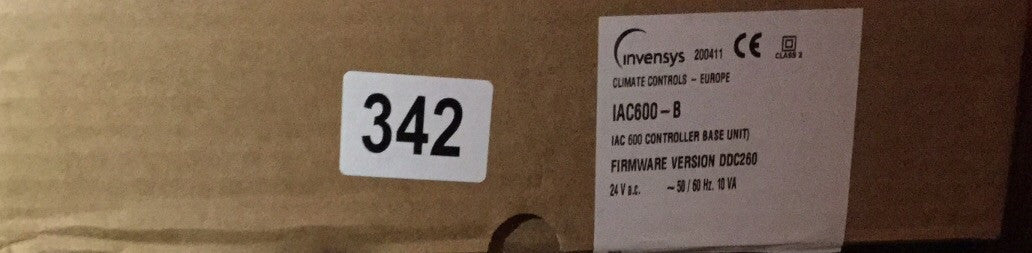 342
invensys 200411 CE CLASS 2
CLIMATE CONTROLS - EUROPE
IAC600-B
IAC 600 CONTROLLER BASE UNIT)
FIRMWARE VERSION DDC260
24 V a.c. ~ 50 / 60 Hz. 10 VA